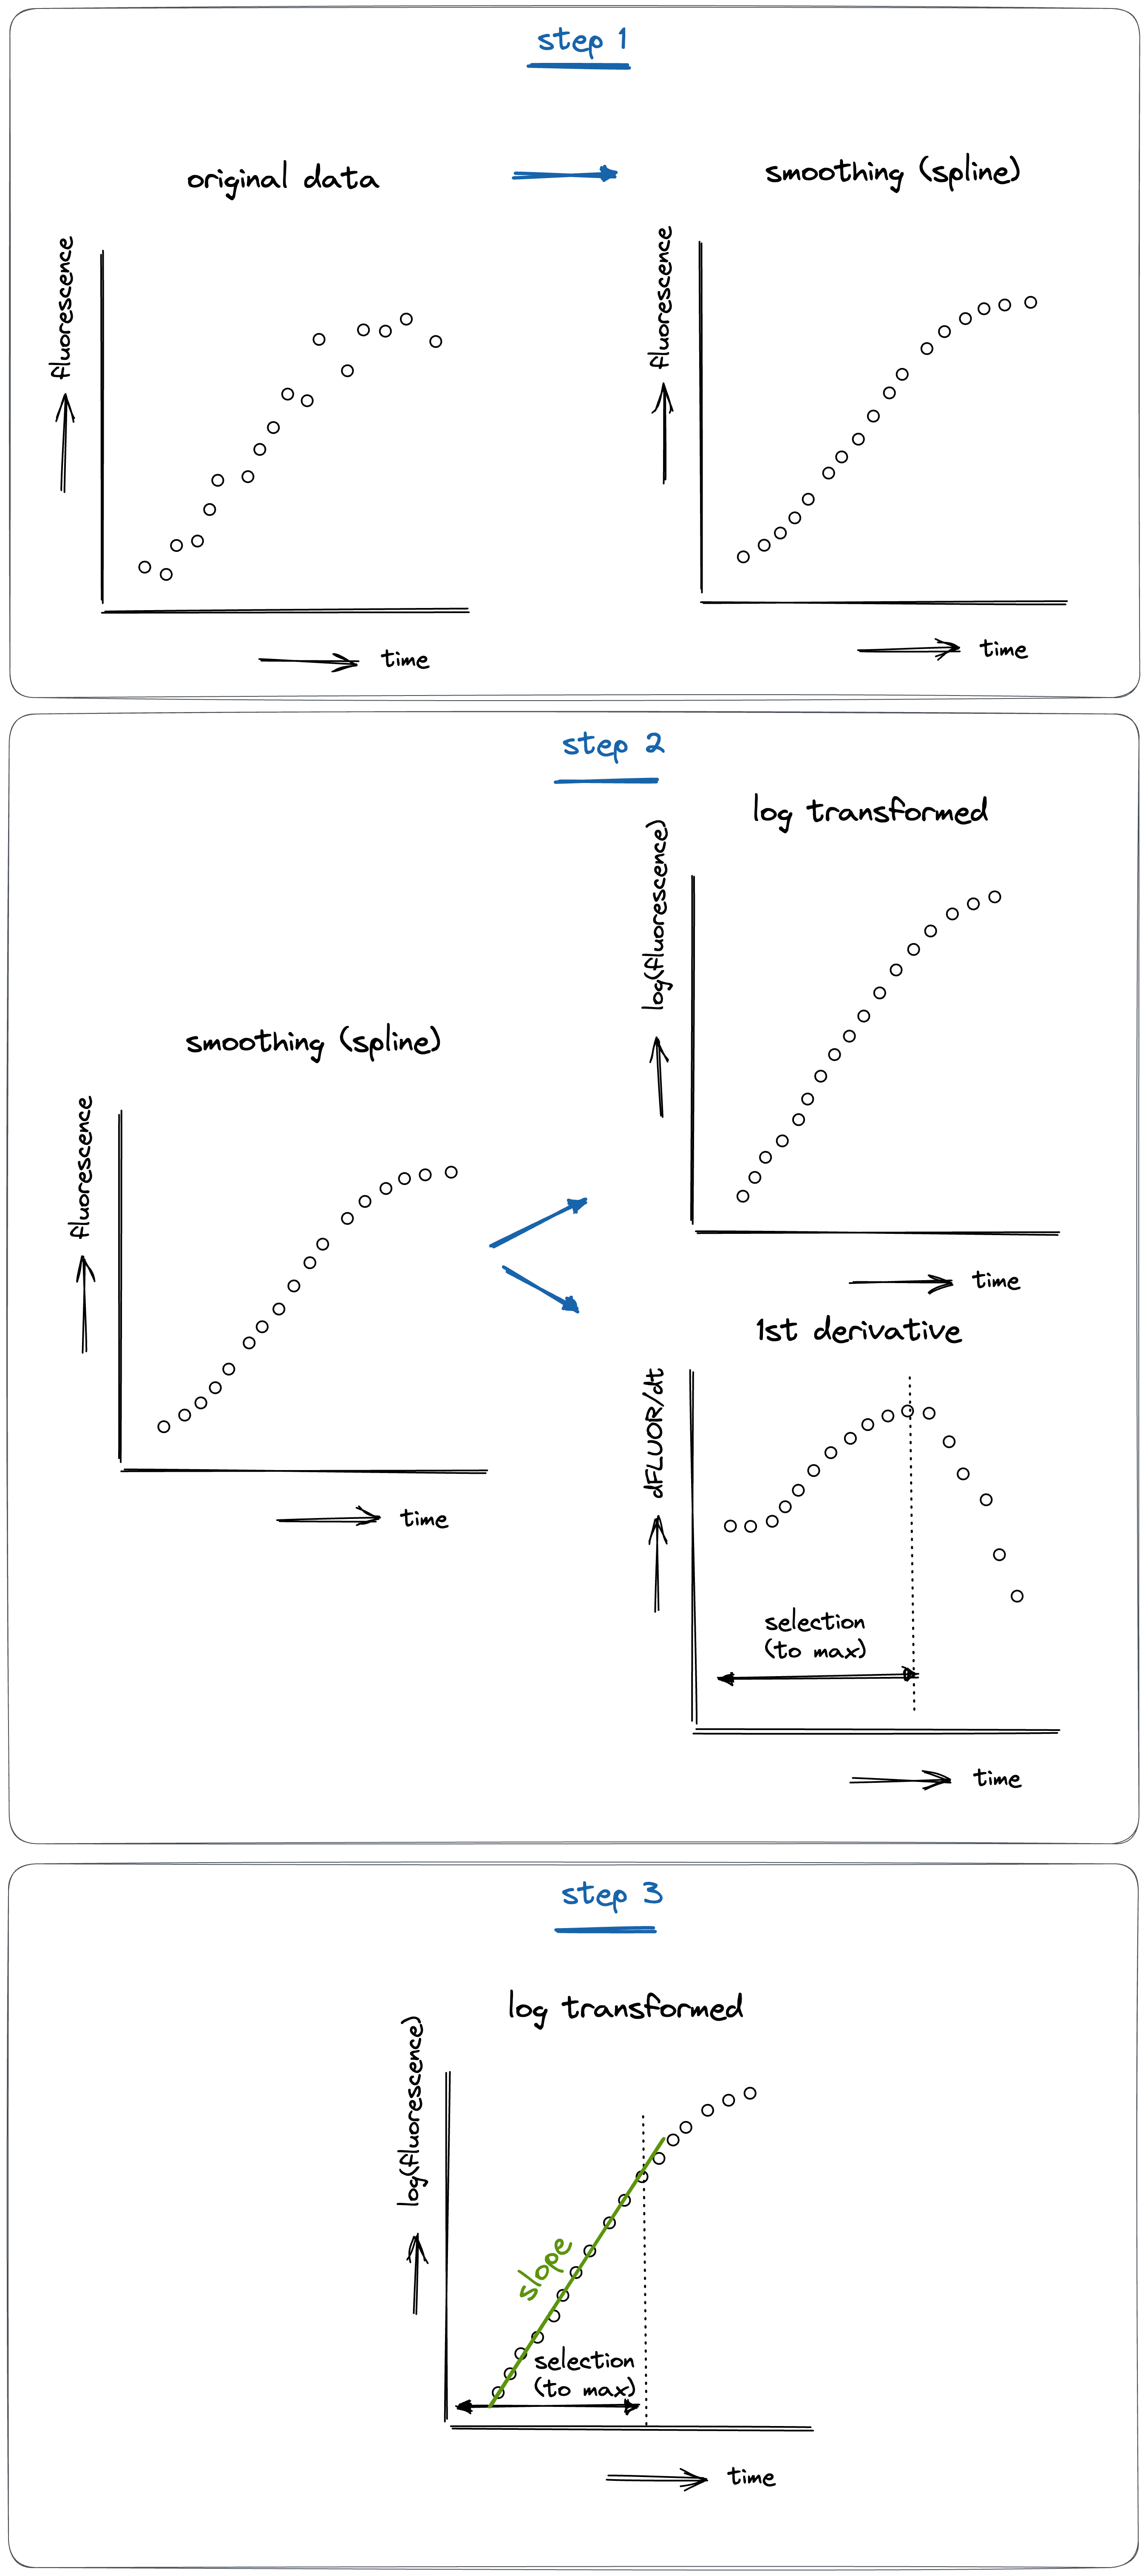 step 1
original data
smoothing (spline)
fluorescence
fluorescence
time
time
step 2
log transformed
log(fluorescence)
smoothing (spline)
fluorescence
time
time
1st derivative
dFLUOR/dt
selection
(to max)
time
step 3
log transformed
log(fluorescence)
slope
selection
(to max)
time